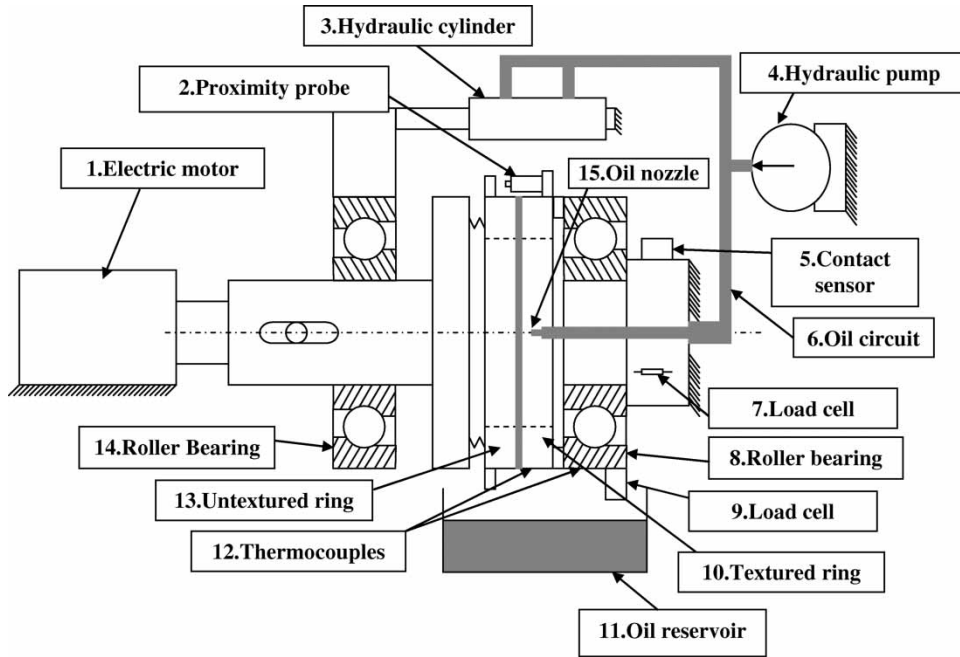 3.Hydraulic cylinder
2.Proximity probe
4.Hydraulic pump
1.Electric motor
15.Oil nozzle
5.Contact
sensor
6.Oil circuit
7.Load cell
14.Roller Bearing
8.Roller bearing
13.Untextured ring
9.Load cell
12.Thermocouples
10.Textured ring
11.Oil reservoir